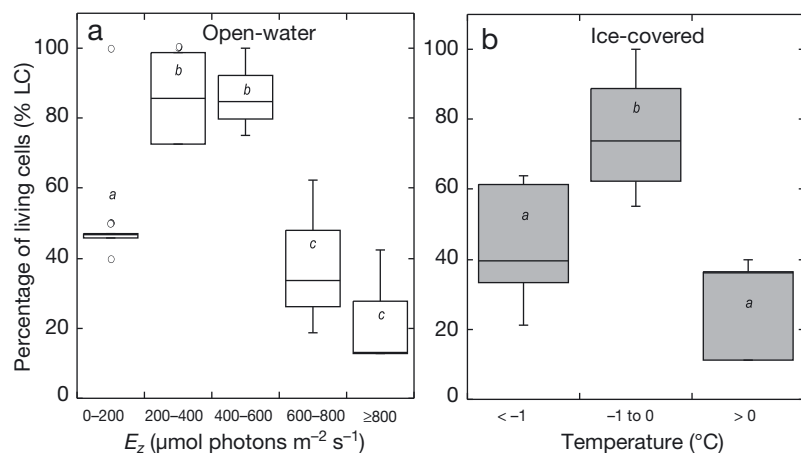 a Open-water
b Ice-covered
Percentage of living cells (% LC)
100
80
60
40
20
0
a
b
b
c
c
0–200 200–400 400–600 600–800 ≥800
E_z (µmol photons m⁻² s⁻¹)
100
80
60
40
20
0
a
b
a
< –1 –1 to 0 > 0
Temperature (°C)